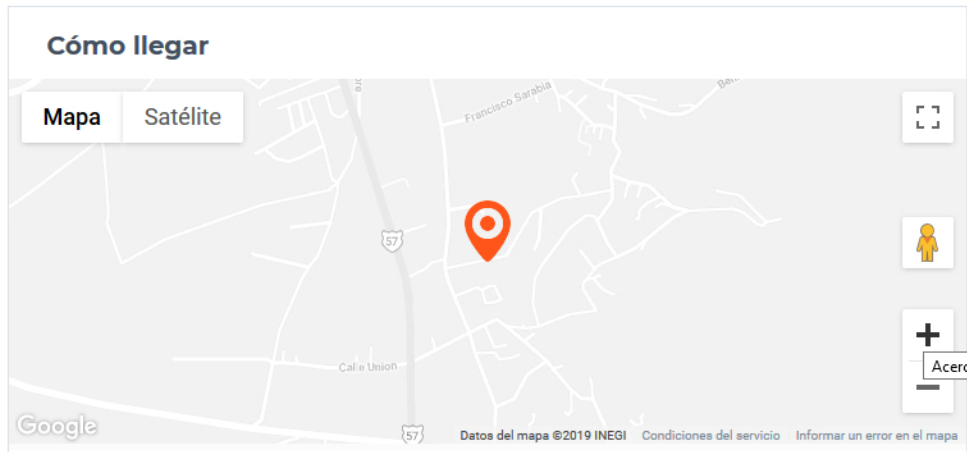 Cómo llegar
Mapa
Satélite
Francisco Sarabia
57
Calle Union
Acerc
Google
57
Datos del mapa ©2019 INEGI
Condiciones del servicio
Informar un error en el mapa